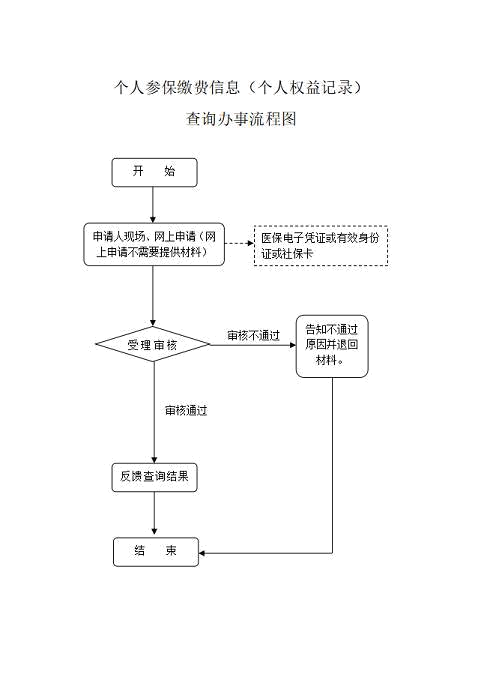 个人参保缴费信息（个人权益记录）
查询办事流程图
开 始
申请人现场、网上申请（网
上申请不需要提供材料）
医保电子凭证或有效身份
证或社保卡
受理审核
审核不通过
告知不通过
原因并退回
材料。
审核通过
反馈查询结果
结 束